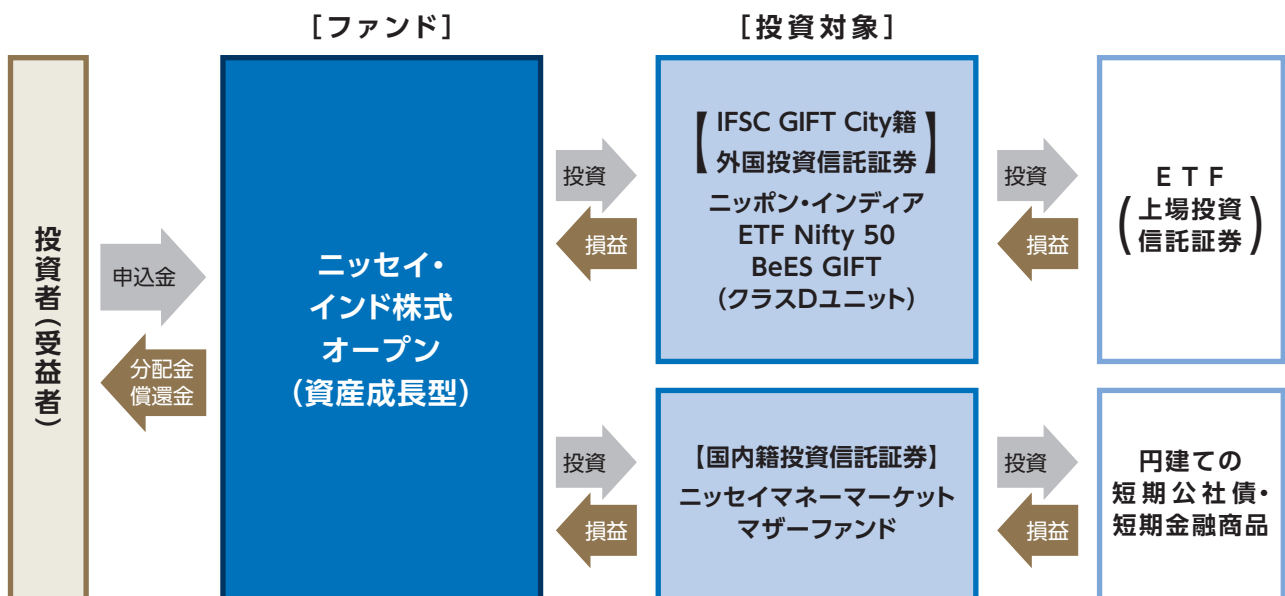 ［ファンド］
［投資対象］
投資者（受益者）
申込金
分配金
償還金
ニッセイ・
インド株式
オープン
（資産成長型）
投資
損益
【IFSC GIFT City籍
外国投資信託証券】
ニッポン・インディア
ETF Nifty 50
BeES GIFT
（クラスDユニット）
投資
損益
ＥＴＦ
（上場投資
信託証券）
投資
損益
【国内籍投資信託証券】
ニッセイマネーマーケット
マザーファンド
投資
損益
円建ての
短期公社債・
短期金融商品